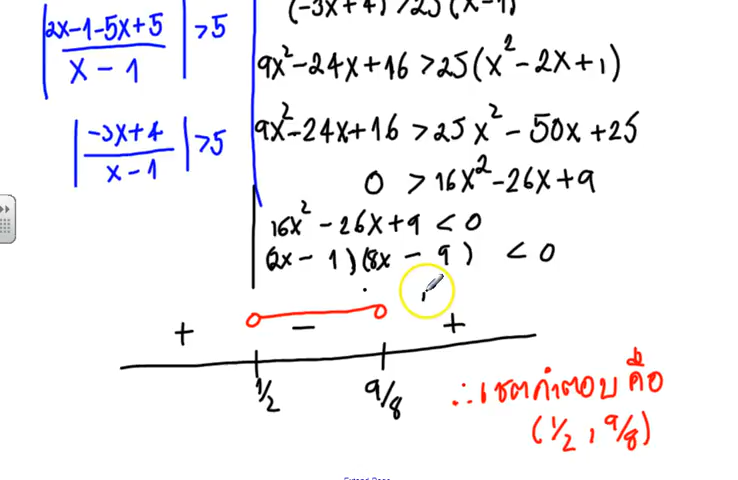 |2x-1-5x+5 / x-1| >5
|-3x+4 / x-1| >5
(-3x+4) >25(x-1)
9x²-24x+16 >25(x²-2x+1)
9x²-24x+16 >25x²-50x+25
0 >16x²-26x+9
16x²-26x+9 <0
(2x-1)(8x-9) <0
+ - +
1/2 9/8
∴เซตคำตอบ คือ
(1/2, 9/8)